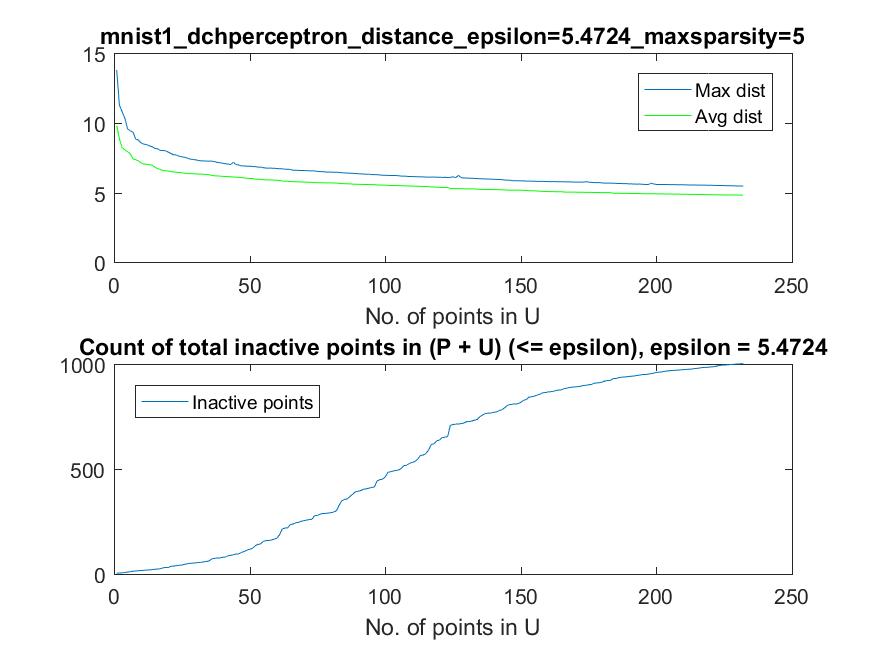 mnist1_dchperceptron_distance_epsilon=5.4724_maxsparsity=5
15
10
5
0
Max dist
Avg dist
0 50 100 150 200 250
No. of points in U
Count of total inactive points in (P + U) (<= epsilon), epsilon = 5.4724
1000
500
0
Inactive points
0 50 100 150 200 250
No. of points in U